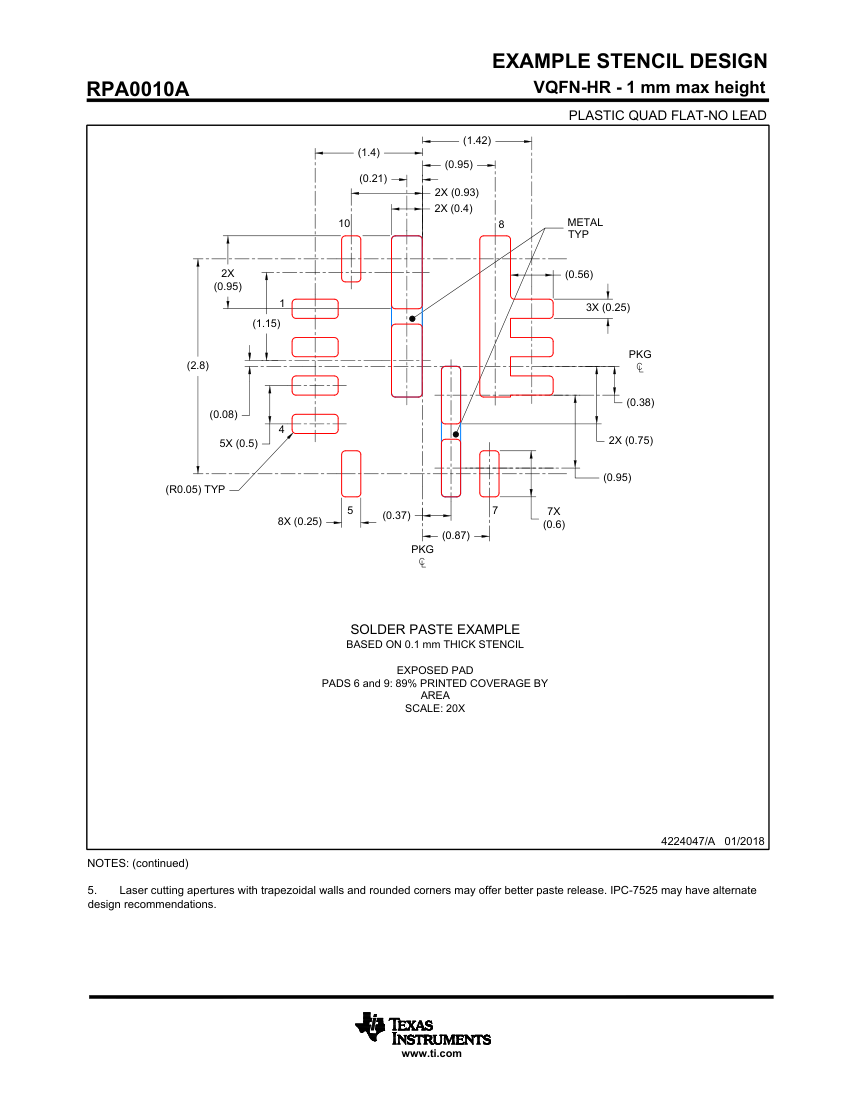 EXAMPLE STENCIL DESIGN
RPA0010A
VQFN-HR - 1 mm max height
PLASTIC QUAD FLAT-NO LEAD
(1.42)
(1.4)
(0.95)
(0.21)
2X (0.93)
2X (0.4)
10
8
METAL
TYP
2X
(0.95)
(0.56)
1
3X (0.25)
(1.15)
PKG
℄
(2.8)
(0.38)
(0.08)
4
5X (0.5)
2X (0.75)
(0.95)
(R0.05) TYP
5
7
8X (0.25)
(0.37)
7X
(0.6)
(0.87)
PKG
℄
SOLDER PASTE EXAMPLE
BASED ON 0.1 mm THICK STENCIL
EXPOSED PAD
PADS 6 and 9: 89% PRINTED COVERAGE BY
AREA
SCALE: 20X
4224047/A 01/2018
NOTES: (continued)
5. Laser cutting apertures with trapezoidal walls and rounded corners may offer better paste release. IPC-7525 may have alternate
design recommendations.
TEXAS
INSTRUMENTS
www.ti.com